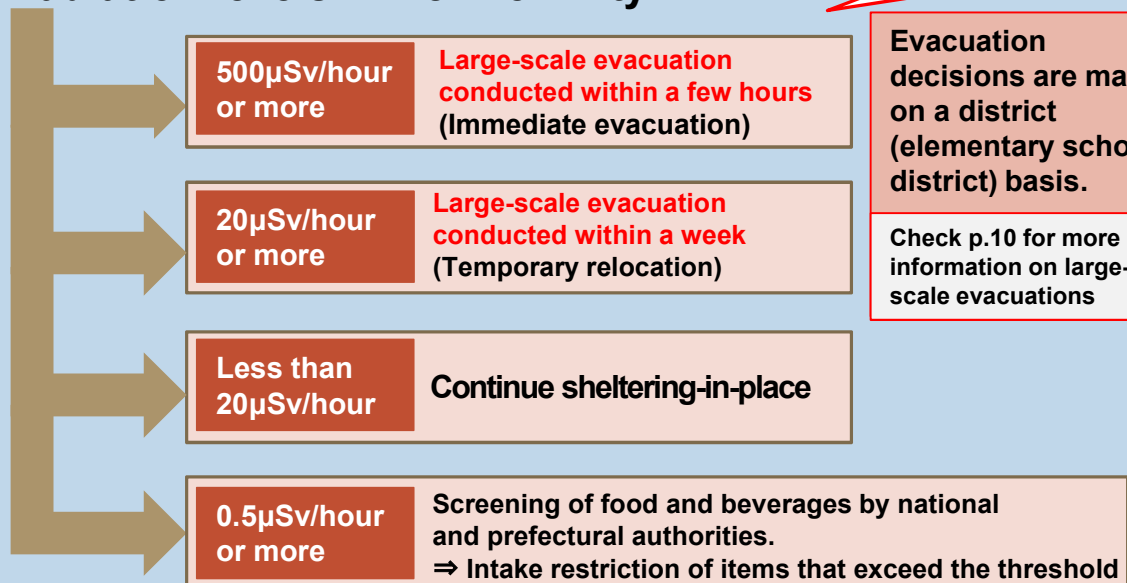 500µSv/hour
or more
Large-scale evacuation
conducted within a few hours
(Immediate evacuation)
20µSv/hour
or more
Large-scale evacuation
conducted within a week
(Temporary relocation)
Less than
20µSv/hour
Continue sheltering-in-place
0.5µSv/hour
or more
Screening of food and beverages by national
and prefectural authorities.
⇒ Intake restriction of items that exceed the threshold
Evacuation
decisions are
on a district
(elementary
district) basis.
Check p.10 for more
information on large-
scale evacuations